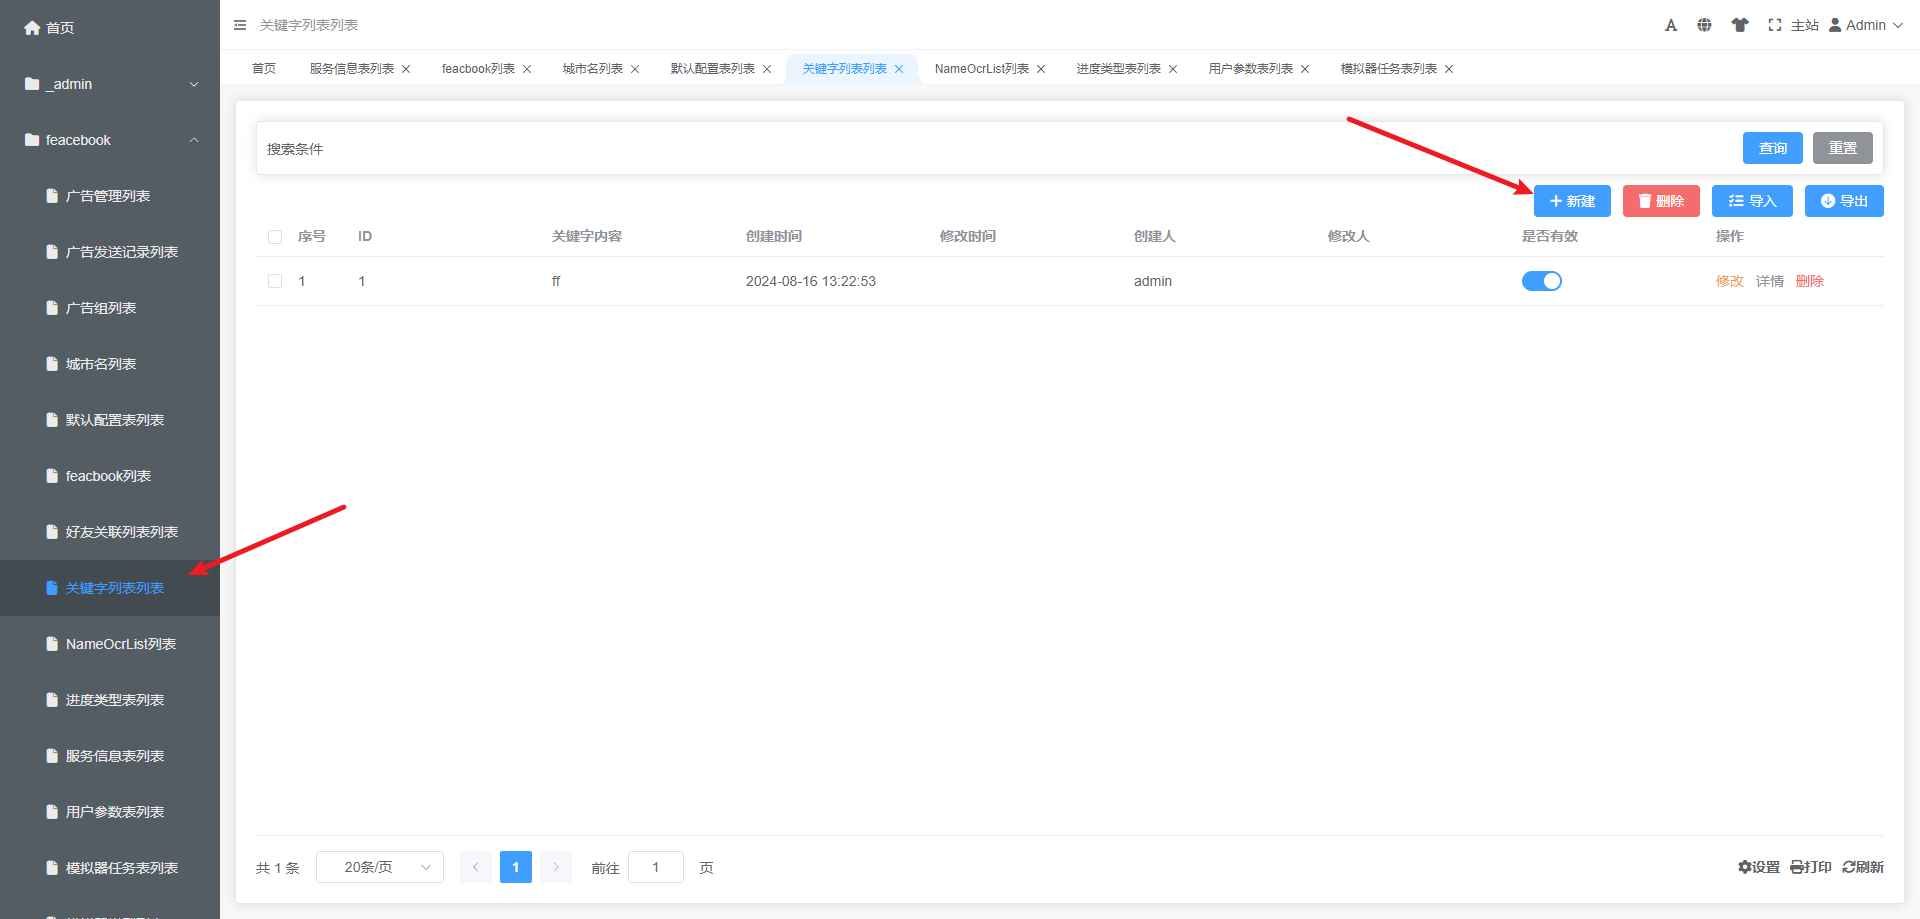 首页
_admin
feacebook
广告管理列表
广告发送记录列表
广告组列表
城市名列表
默认配置表列表
feacbook列表
好友关联列表列表
关键字列表列表
NameOcrList列表
进度类型表列表
服务信息表列表
用户参数表列表
模拟器任务表列表
关键字列表列表
主站 Admin
首页 服务信息表列表 feacbook列表 城市名列表 默认配置表列表 关键字列表列表 NameOcrList列表 进度类型表列表 用户参数表列表 模拟器任务表列表
搜索条件 查询 重置
新建 删除 导入 导出
序号 ID 关键字内容 创建时间 修改时间 创建人 修改人 是否有效 操作
1 1 ff 2024-08-16 13:22:53 admin 修改 详情 删除
共 1 条 20条/页 1 前往 1 页 设置 打印 刷新